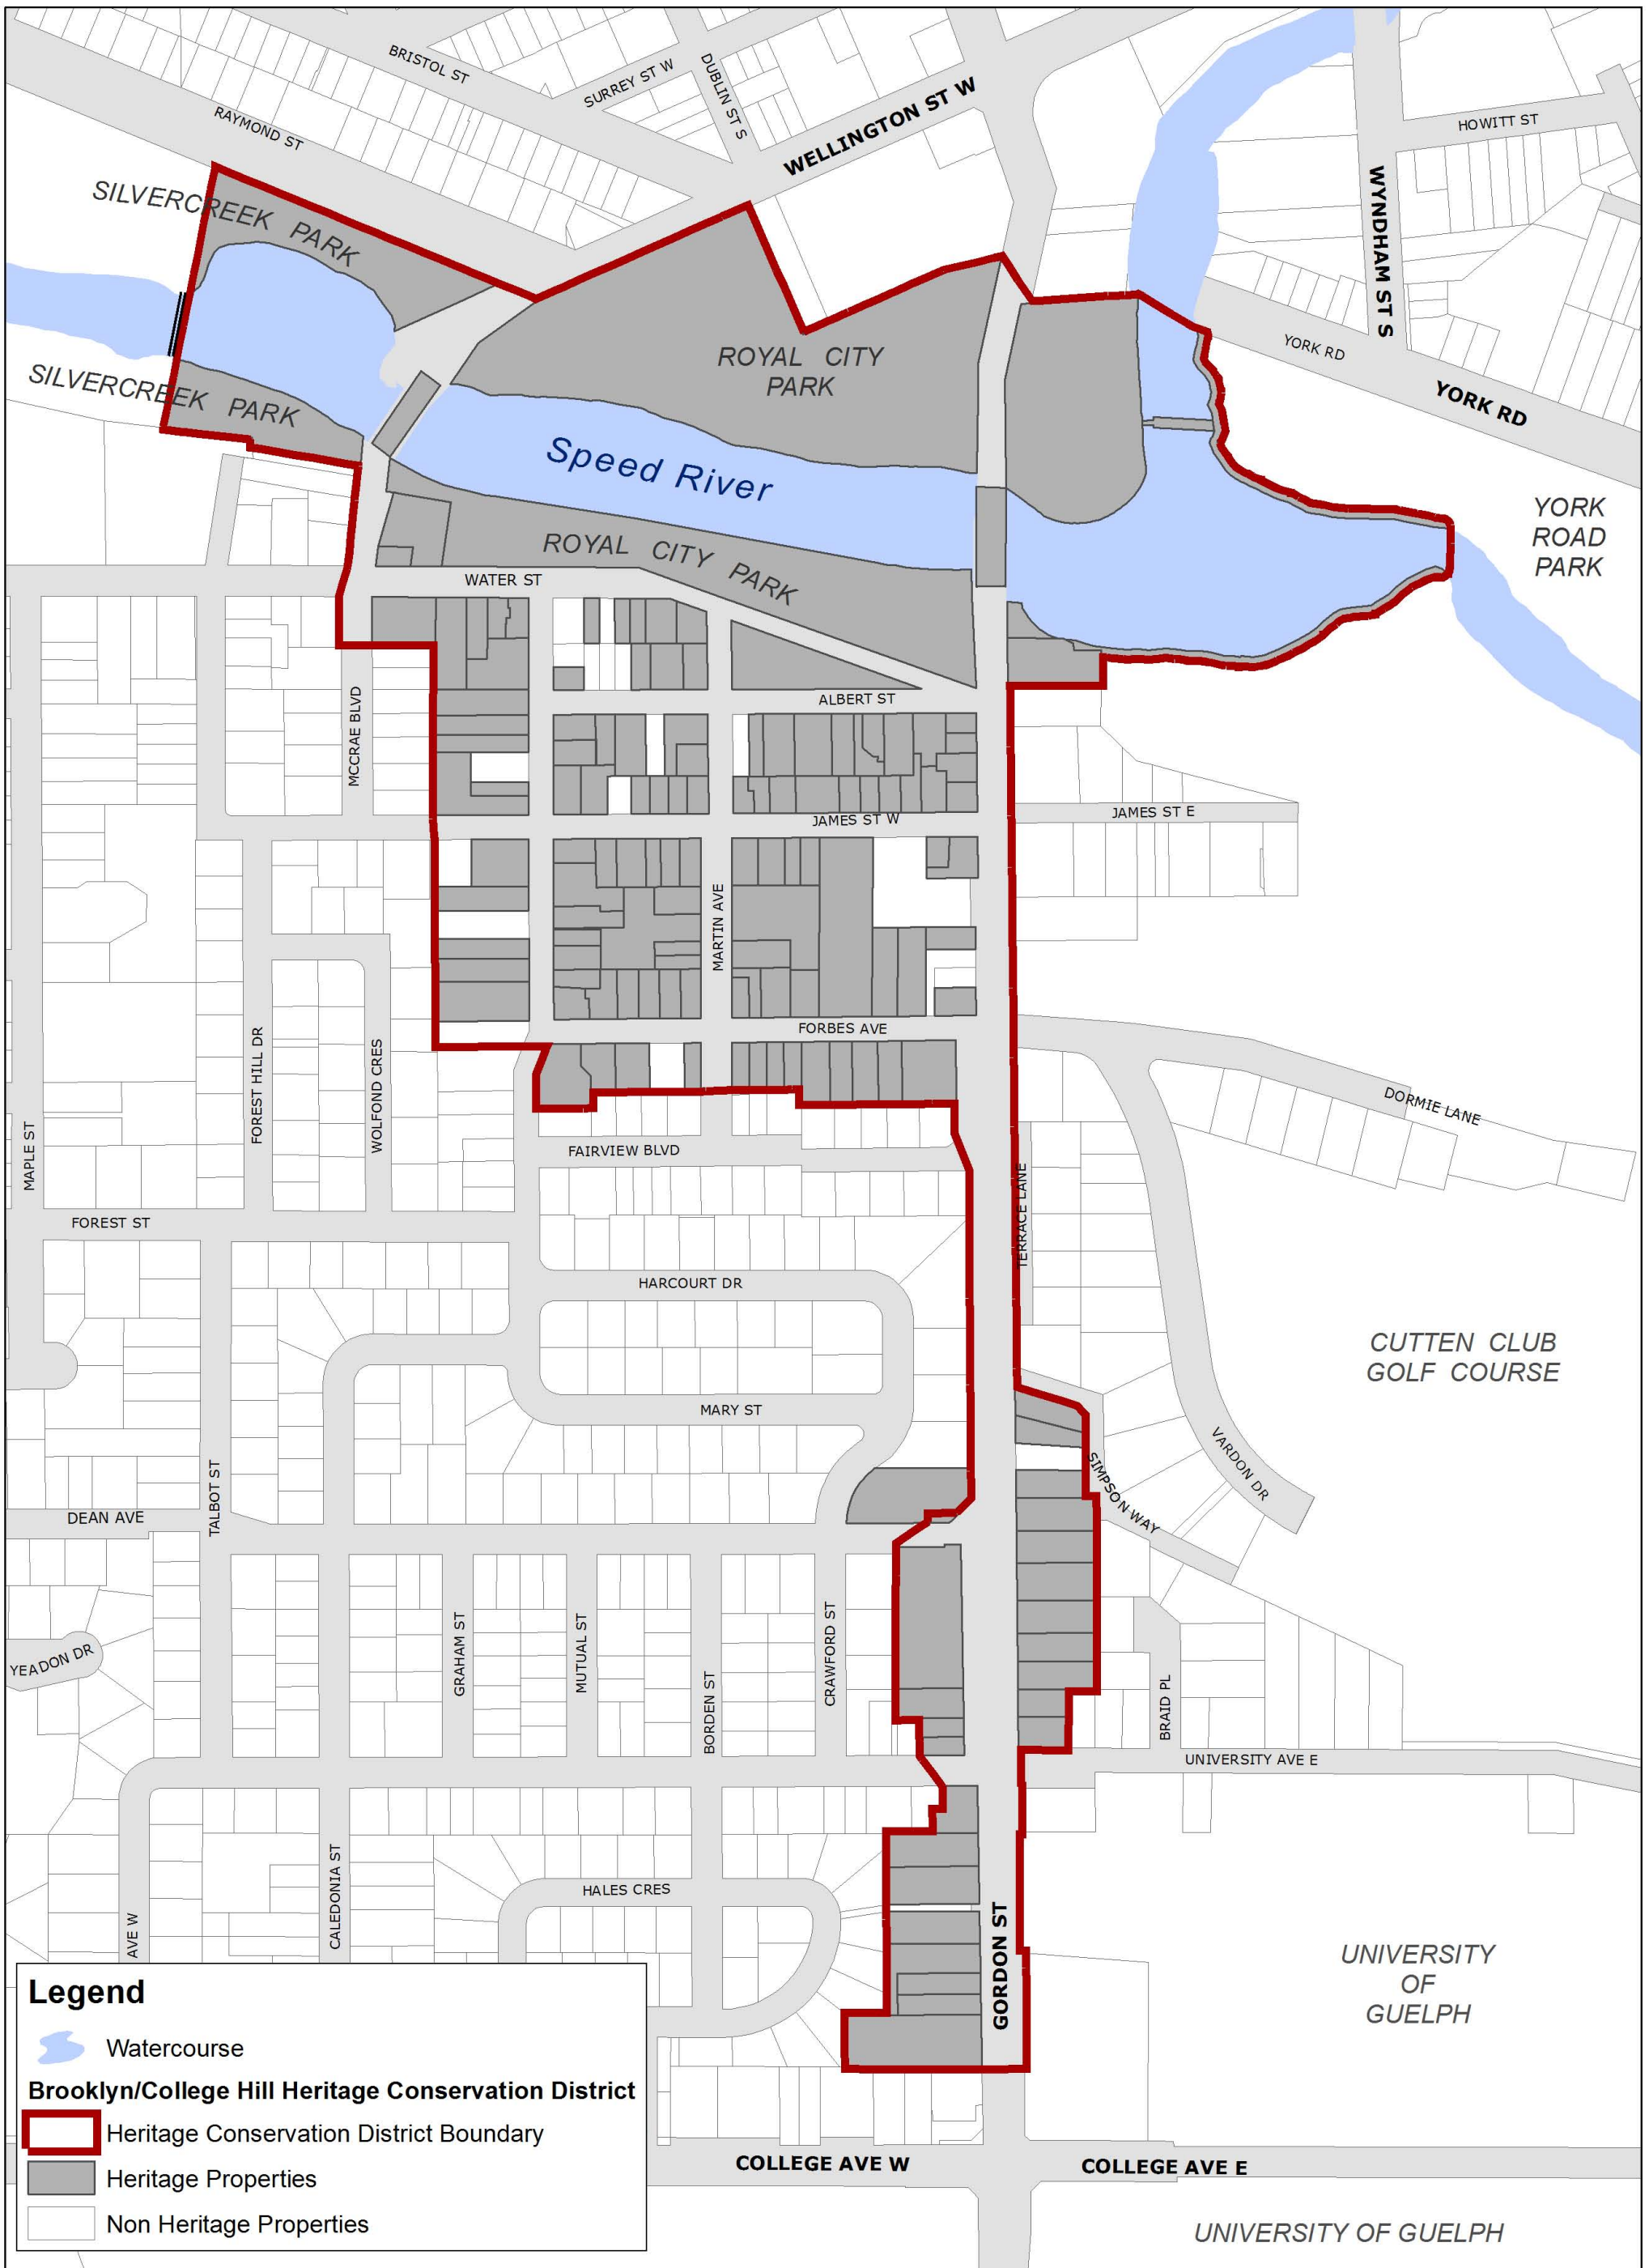 BRISTOL ST
SURREY ST W
DUBLIN ST S
WELLINGTON ST W
HOWITT ST
RAYMOND ST
WYNDHAM ST S
SILVERCREEK PARK
YORK RD
YORK RD
ROYAL CITY
PARK
SILVERCREEK PARK
Speed River
YORK
ROAD
PARK
ROYAL CITY PARK
WATER ST
ALBERT ST
MCCRAE BLVD
JAMES ST E
JAMES ST W
MARTIN AVE
FORBES AVE
FOREST HILL DR
WOLFOND CRES
DORMIE LANE
MAPLE ST
FAIRVIEW BLVD
TERRACE LANE
FOREST ST
HARCOURT DR
CUTTEN CLUB
GOLF COURSE
MARY ST
VARDON DR
SIMPSON WAY
TALBOT ST
DEAN AVE
YEADON DR
GRAHAM ST
MUTUAL ST
BORDEN ST
CRAWFORD ST
BRAID PL
UNIVERSITY AVE E
CALEDONIA ST
HALES CRES
AVE W
GORDON ST
UNIVERSITY
OF
GUELPH
Legend
Watercourse
Brooklyn/College Hill Heritage Conservation District
Heritage Conservation District Boundary
Heritage Properties
Non Heritage Properties
COLLEGE AVE W
COLLEGE AVE E
UNIVERSITY OF GUELPH